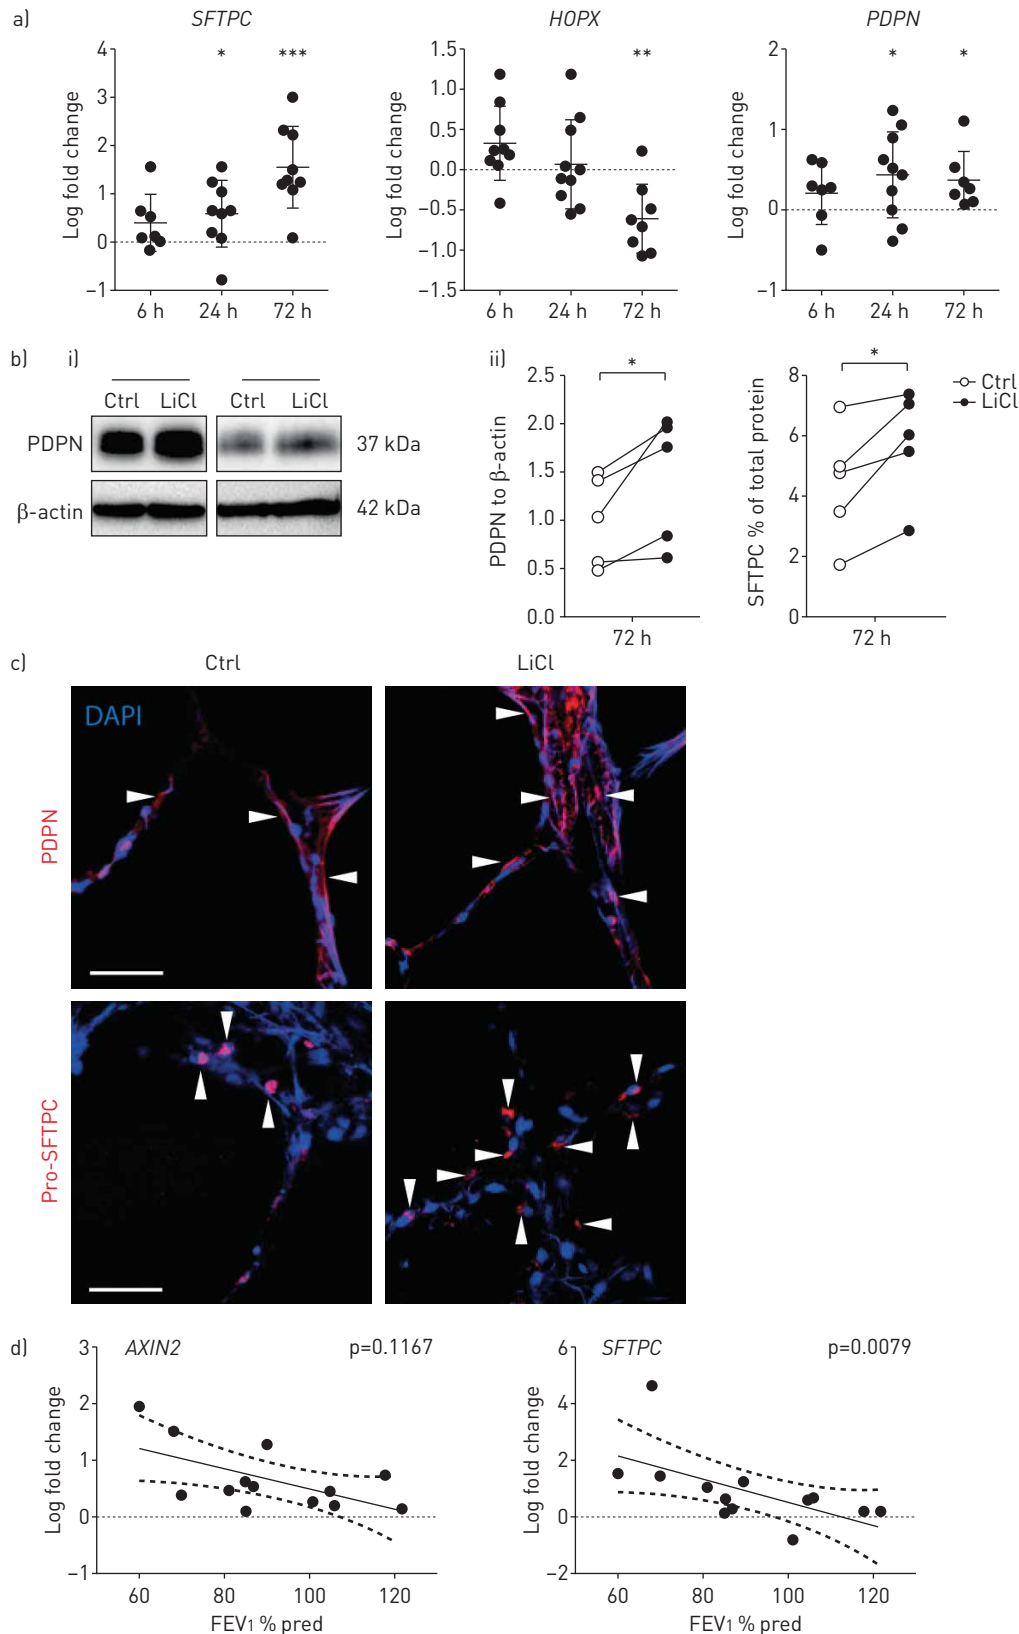 a)
SFTPC
HOPX
PDPN
Log fold change
4
3
2
1
0
–1
*
***
6 h
24 h
72 h
Log fold change
1.5
1.0
0.5
0.0
–0.5
–1.0
–1.5
**
6 h
24 h
72 h
Log fold change
2
1
0
–1
*
*
6 h
24 h
72 h
b)
i)
Ctrl LiCl Ctrl LiCl
PDPN
37 kDa
β-actin
42 kDa
ii)
PDPN to β-actin
2.5
2.0
1.5
1.0
0.5
0.0
*
72 h
SFTPC % of total protein
8
6
4
2
0
*
72 h
Ctrl
LiCl
c)
Ctrl
LiCl
DAPI
PDPN
Pro-SFTPC
d)
AXIN2
p=0.1167
Log fold change
3
2
1
0
–1
60
80
100
120
FEV1 % pred
SFTPC
p=0.0079
Log fold change
6
4
2
0
–2
60
80
100
120
FEV1 % pred